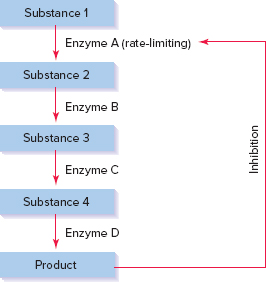 Substance 1
Enzyme A (rate-limiting)
Substance 2
Enzyme B
Substance 3
Enzyme C
Substance 4
Enzyme D
Product
Inhibition